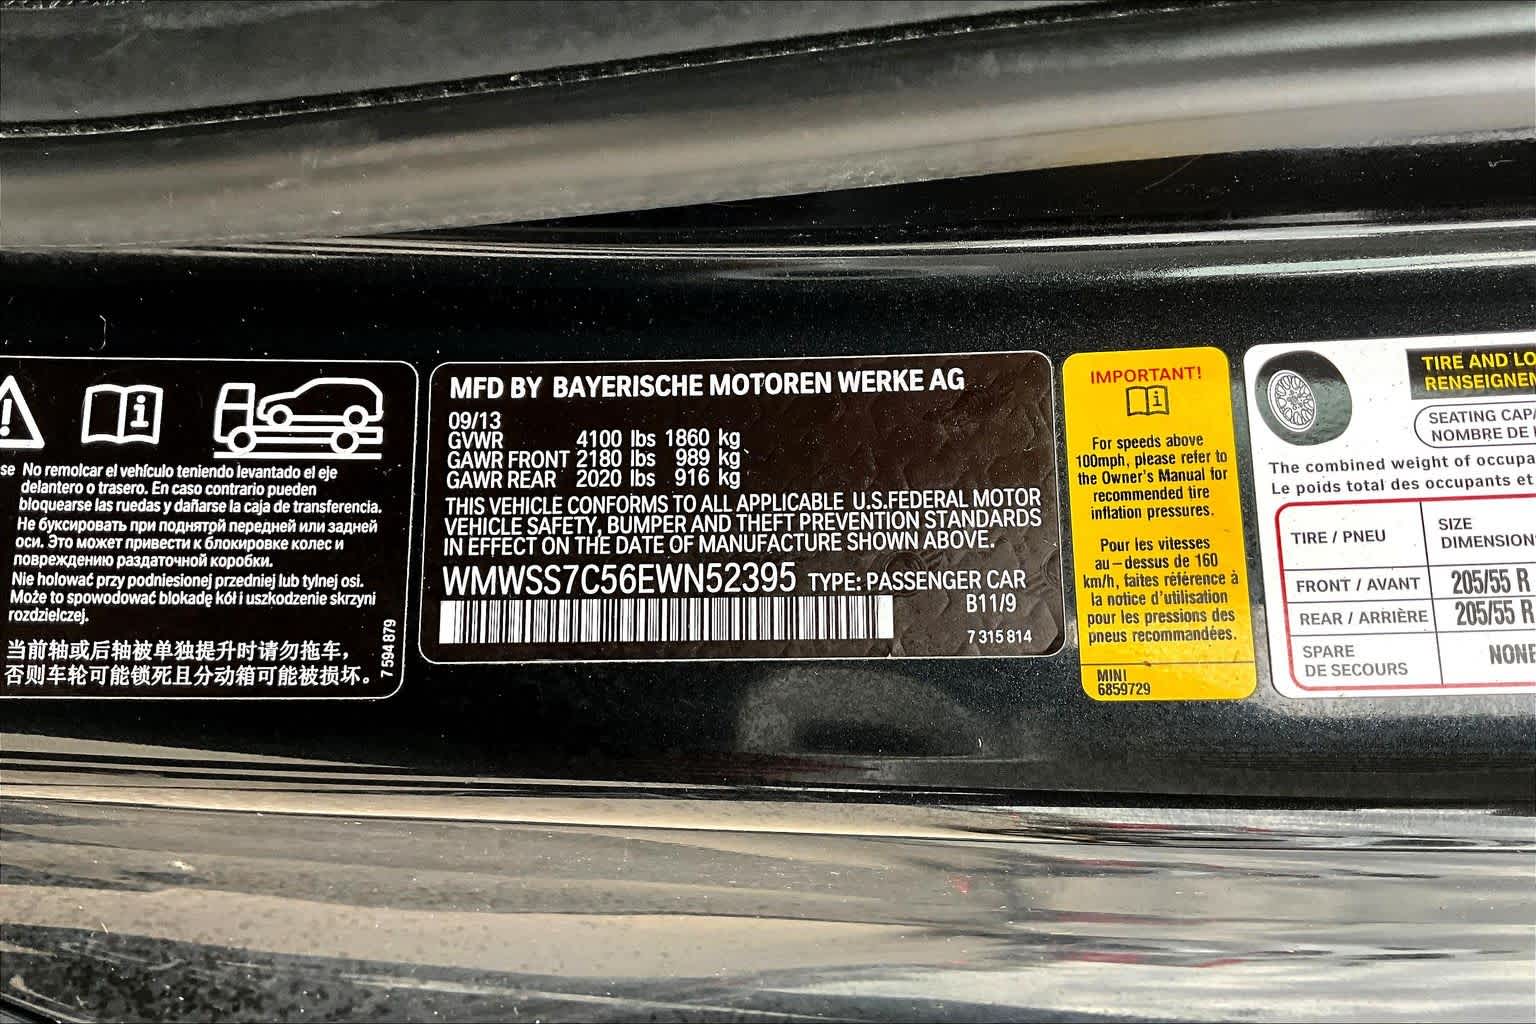 se No remolcar el vehículo teniendo levantado el eje
delantero o trasero. En caso contrario pueden
bloquearse las ruedas y dañarse la caja de transferencia.
Не буксировать при поднятрй передней или задней
оси. Это может привести к блокировке колес и
повреждению раздаточной коробки.
Nie holować przy podniesionej przedniej lub tylnej osi.
Może to spowodować blokadę kół i uszkodzenie skrzyni
rozdzielczej.
当前轴或后轴被单独提升时请勿拖车，
否则车轮可能锁死且分动箱可能被损坏。
7 594 879
MFD BY BAYERISCHE MOTOREN WERKE AG
09/13
GVWR 4100 lbs 1860 kg
GAWR FRONT 2180 lbs 989 kg
GAWR REAR 2020 lbs 916 kg
THIS VEHICLE CONFORMS TO ALL APPLICABLE U.S.FEDERAL MOTOR
VEHICLE SAFETY, BUMPER AND THEFT PREVENTION STANDARDS
IN EFFECT ON THE DATE OF MANUFACTURE SHOWN ABOVE.
WMWSS7C56EWN52395 TYPE: PASSENGER CAR
B11/9
7 315 814
IMPORTANT!
For speeds above
100mph, please refer to
the Owner's Manual for
recommended tire
inflation pressures.
Pour les vitesses
au-dessus de 160
km/h, faites référence à
la notice d'utilisation
pour les pressions des
pneus recommandées.
MINI
6859729
TIRE AND LO
RENSEIGNEM
SEATING CAPA
NOMBRE DE
The combined weight of occupa
Le poids total des occupants et
TIRE / PNEU SIZE
DIMENSION
FRONT / AVANT 205/55 R
REAR / ARRIÈRE 205/55 R
SPARE
DE SECOURS NONE